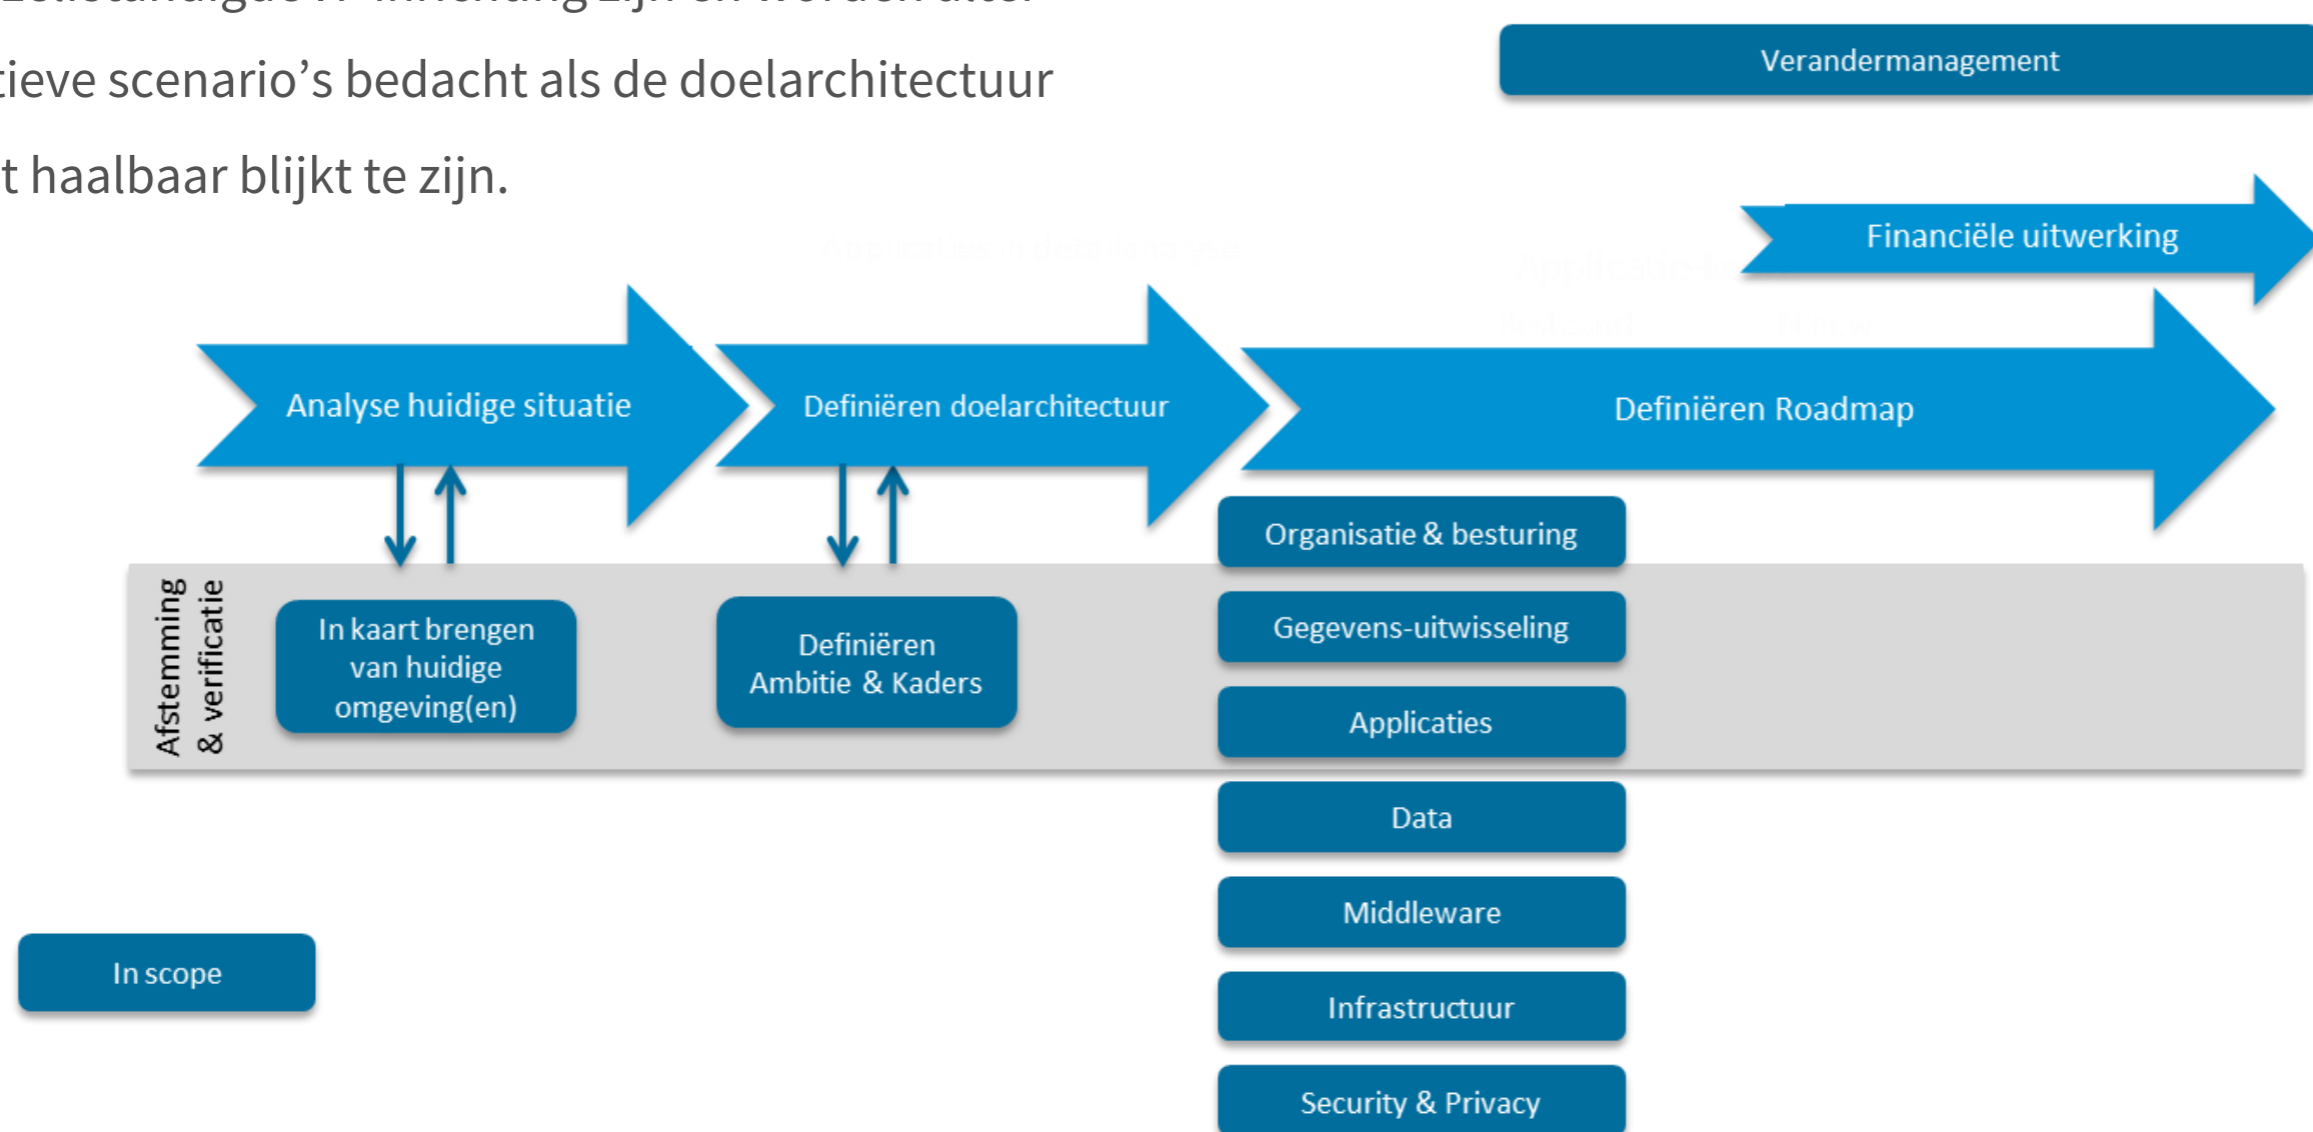 tieve scenario’s bedacht als de doelarchitectuur
t haalbaar blijkt te zijn.
Verandermanagement
Financiële uitwerking
Analyse huidige situatie
Definiëren doelarchitectuur
Definiëren Roadmap
Afstemming
& verificatie
In kaart brengen
van huidige
omgeving(en)
Definiëren
Ambitie & Kaders
Organisatie & besturing
Gegevens-uitwisseling
Applicaties
Data
Middleware
Infrastructuur
Security & Privacy
In scope